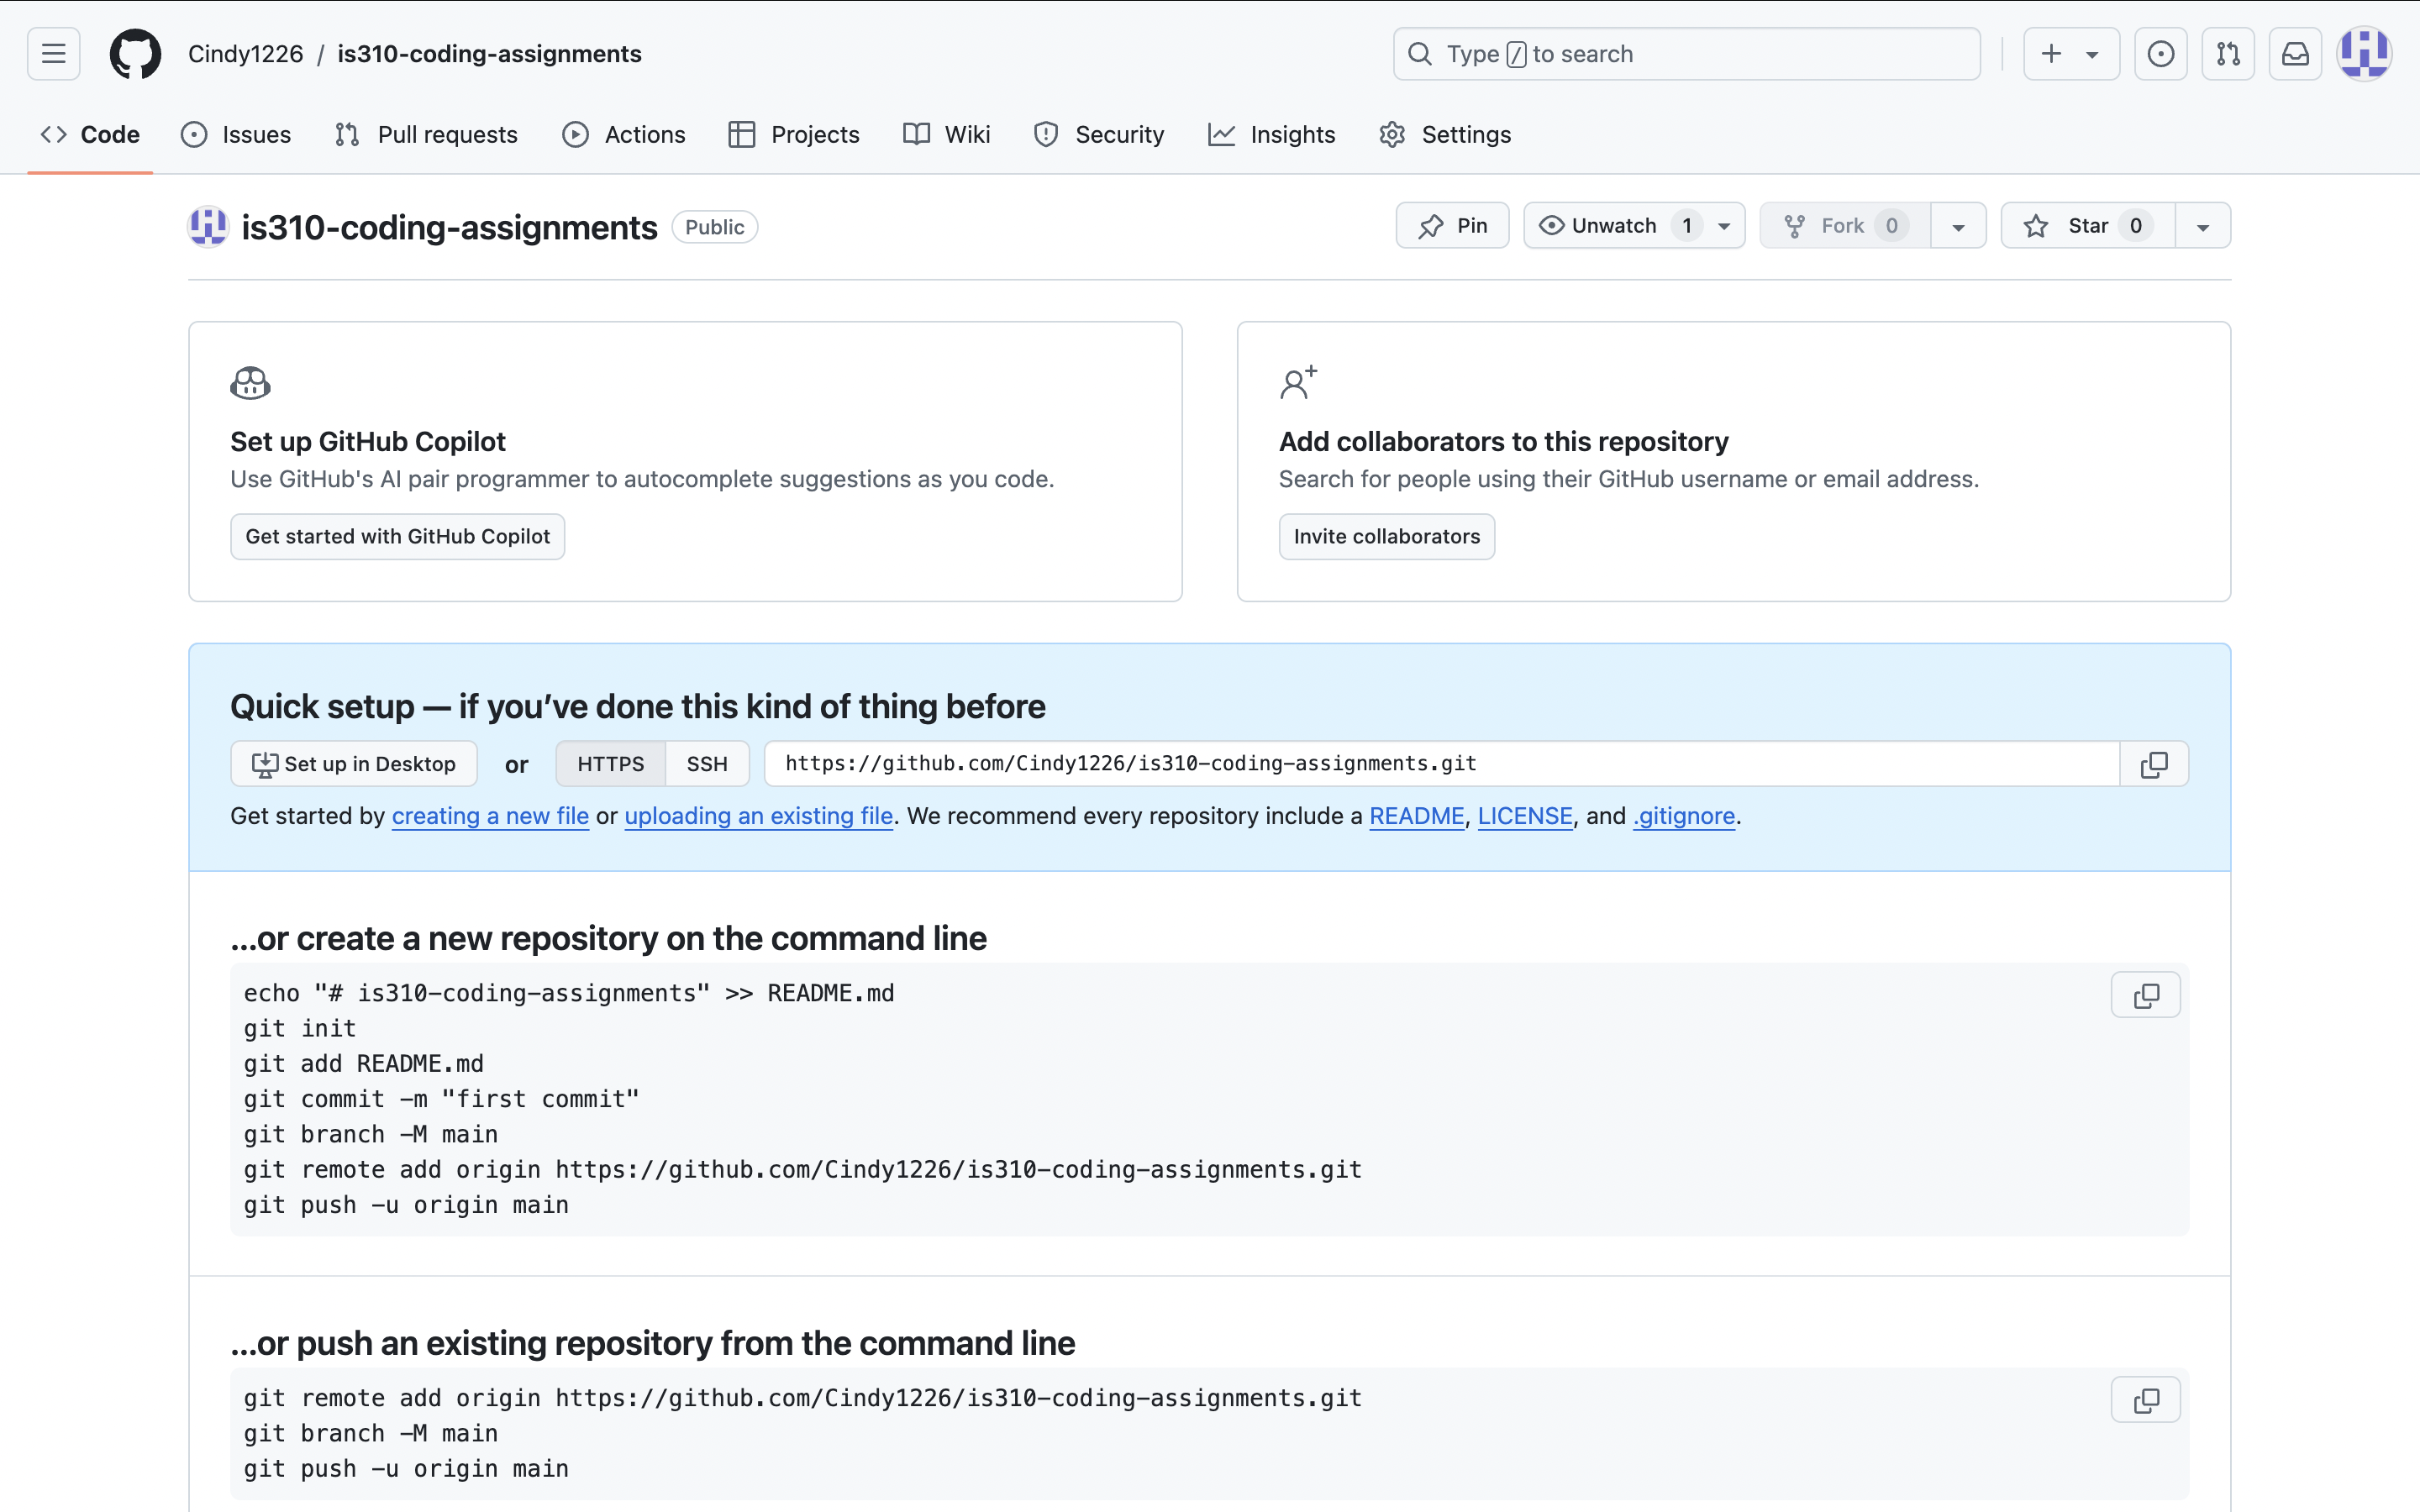 Cindy1226 / is310-coding-assignments
Type / to search
Code Issues Pull requests Actions Projects Wiki Security Insights Settings
is310-coding-assignments Public
Pin Unwatch 1 Fork 0 Star 0
Set up GitHub Copilot
Use GitHub's AI pair programmer to autocomplete suggestions as you code.
Get started with GitHub Copilot
Add collaborators to this repository
Search for people using their GitHub username or email address.
Invite collaborators
Quick setup — if you’ve done this kind of thing before
Set up in Desktop or HTTPS SSH https://github.com/Cindy1226/is310-coding-assignments.git
Get started by creating a new file or uploading an existing file. We recommend every repository include a README, LICENSE, and .gitignore.
…or create a new repository on the command line
echo "# is310-coding-assignments" >> README.md
git init
git add README.md
git commit -m "first commit"
git branch -M main
git remote add origin https://github.com/Cindy1226/is310-coding-assignments.git
git push -u origin main
…or push an existing repository from the command line
git remote add origin https://github.com/Cindy1226/is310-coding-assignments.git
git branch -M main
git push -u origin main